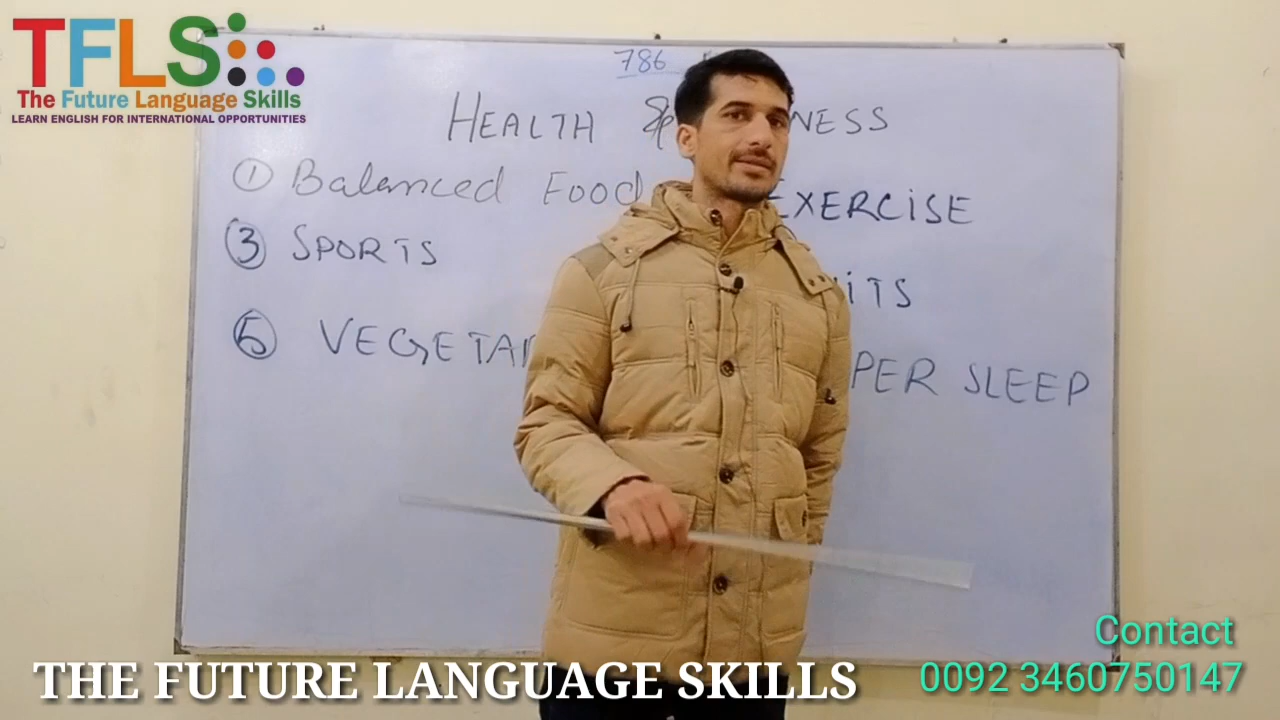 TFLS
The Future Language Skills
LEARN ENGLISH FOR INTERNATIONAL OPPORTUNITIES
786
HEALTH & NESS
① Balanced Food EXERCISE
③ SPORTS ITS
⑤ VEGETA PER SLEEP
Contact
THE FUTURE LANGUAGE SKILLS 0092 3460750147